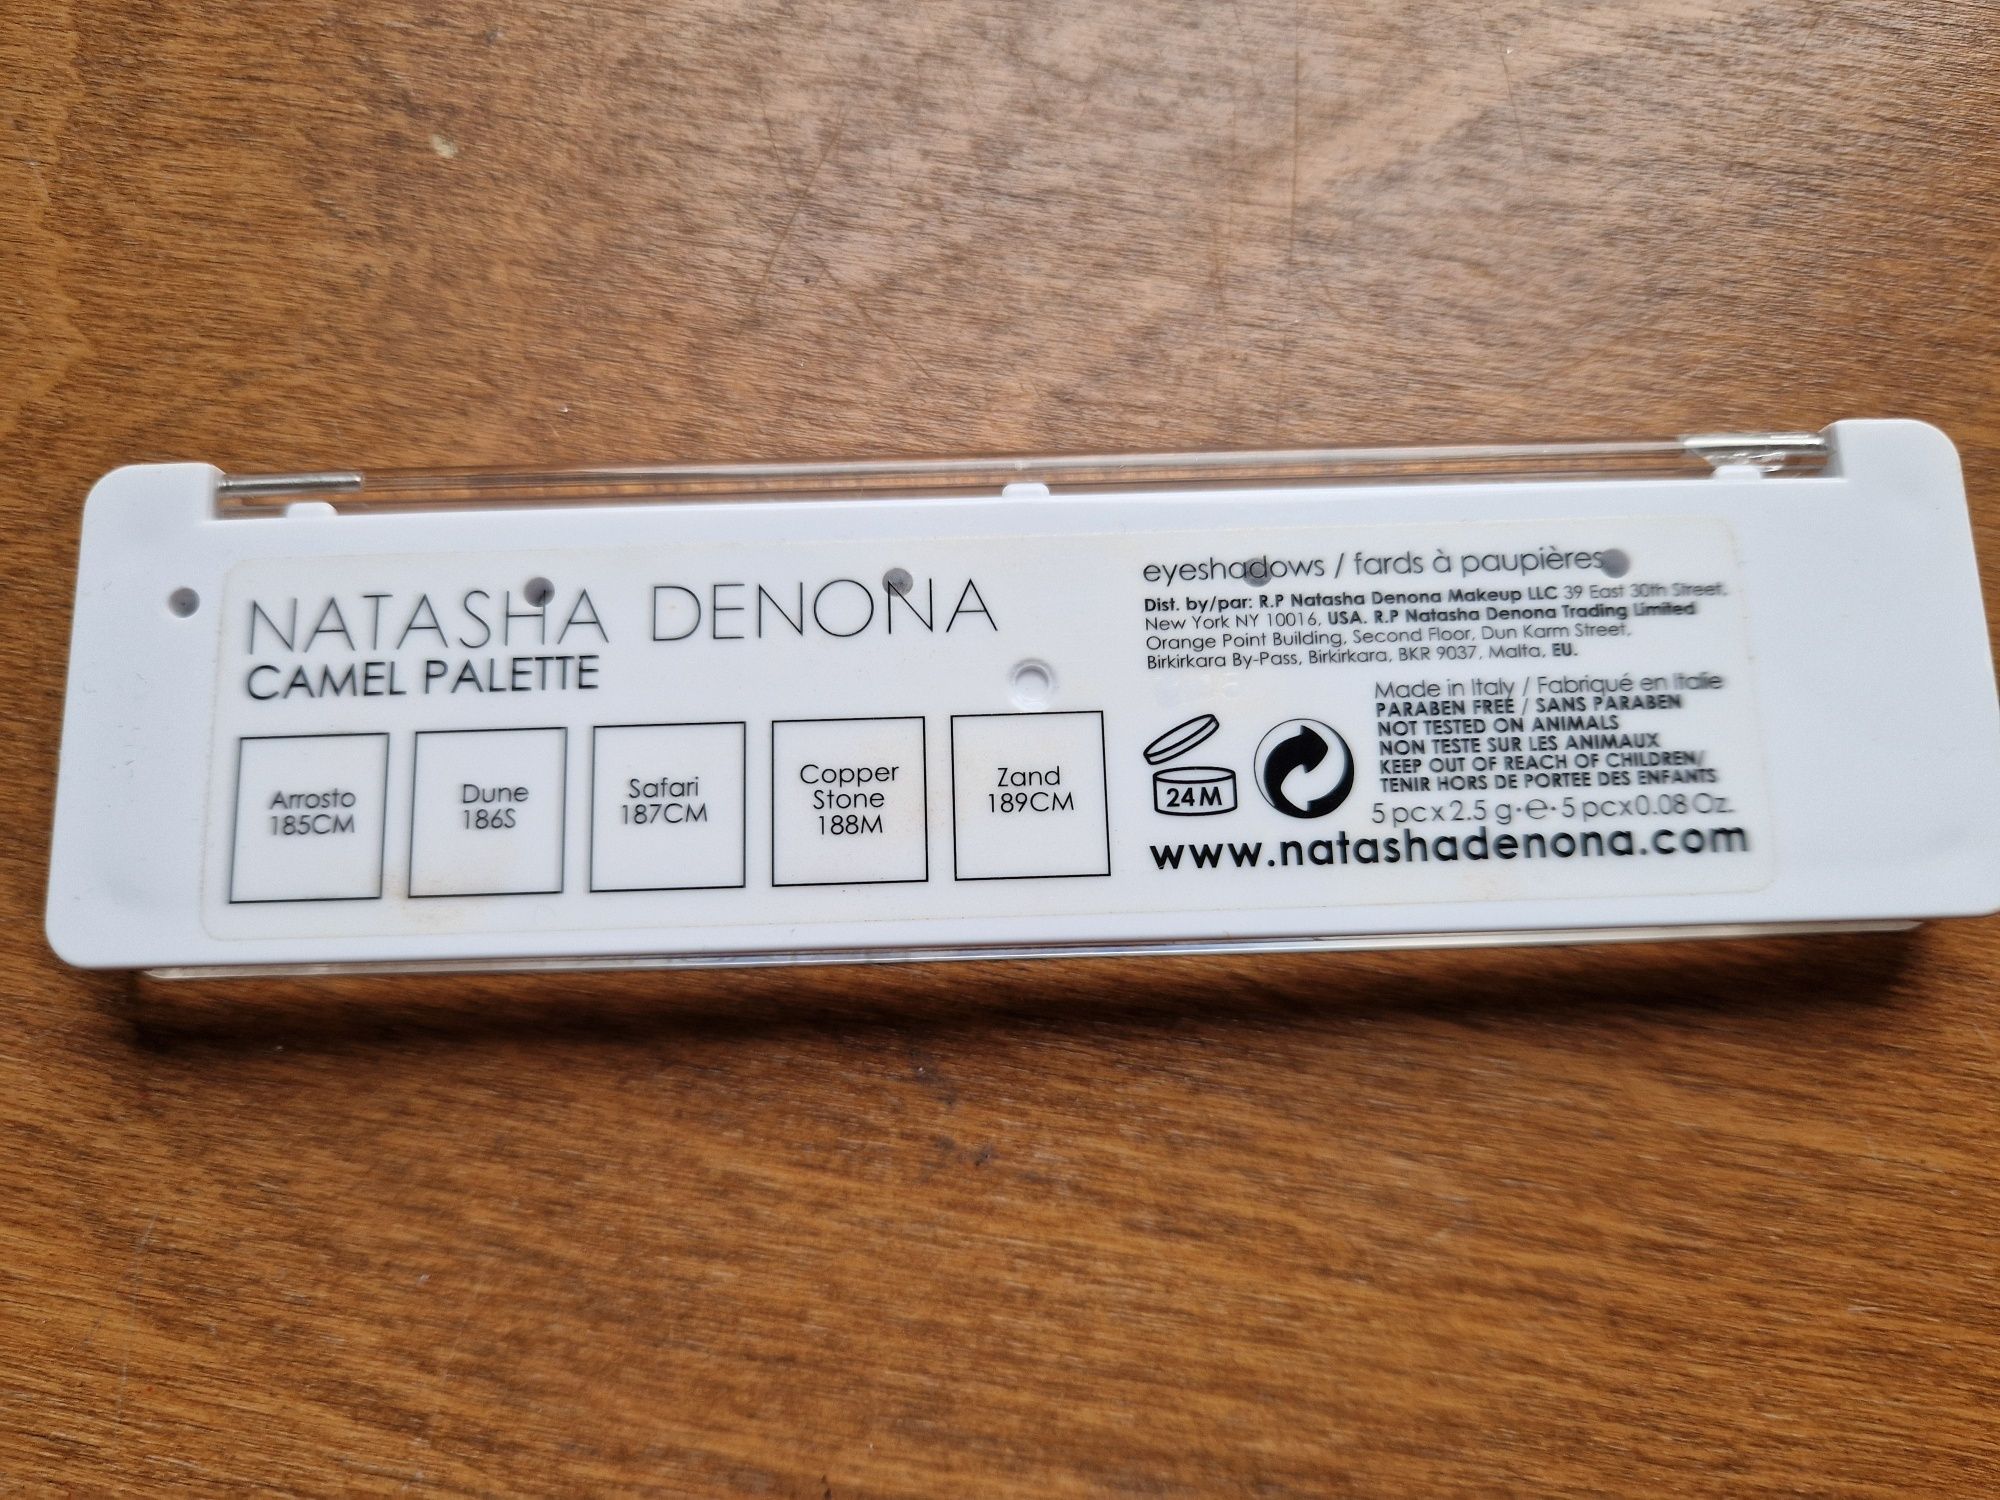 NATASHA DENONA
CAMEL PALETTE
Arrosto
185CM
Dune
186S
Safari
187CM
Copper
Stone
188M
Zand
189CM
eyeshadows / fards à paupières
Dist. by/par: R.P Natasha Denona Makeup LLC 39 East 30th Street,
New York NY 10016, USA. R.P Natasha Denona Trading Limited
Orange Point Building, Second Floor, Dun Karm Street,
Birkirkara By-Pass, Birkirkara, BKR 9037, Malta, EU.
24M
Made in Italy / Fabriqué en Italie
PARABEN FREE / SANS PARABEN
NOT TESTED ON ANIMALS
NON TESTE SUR LES ANIMAUX
KEEP OUT OF REACH OF CHILDREN/
TENIR HORS DE PORTEE DES ENFANTS
5 pc x 2.5 g·e·5 pcx0.08 Oz.
www.natashadenona.com